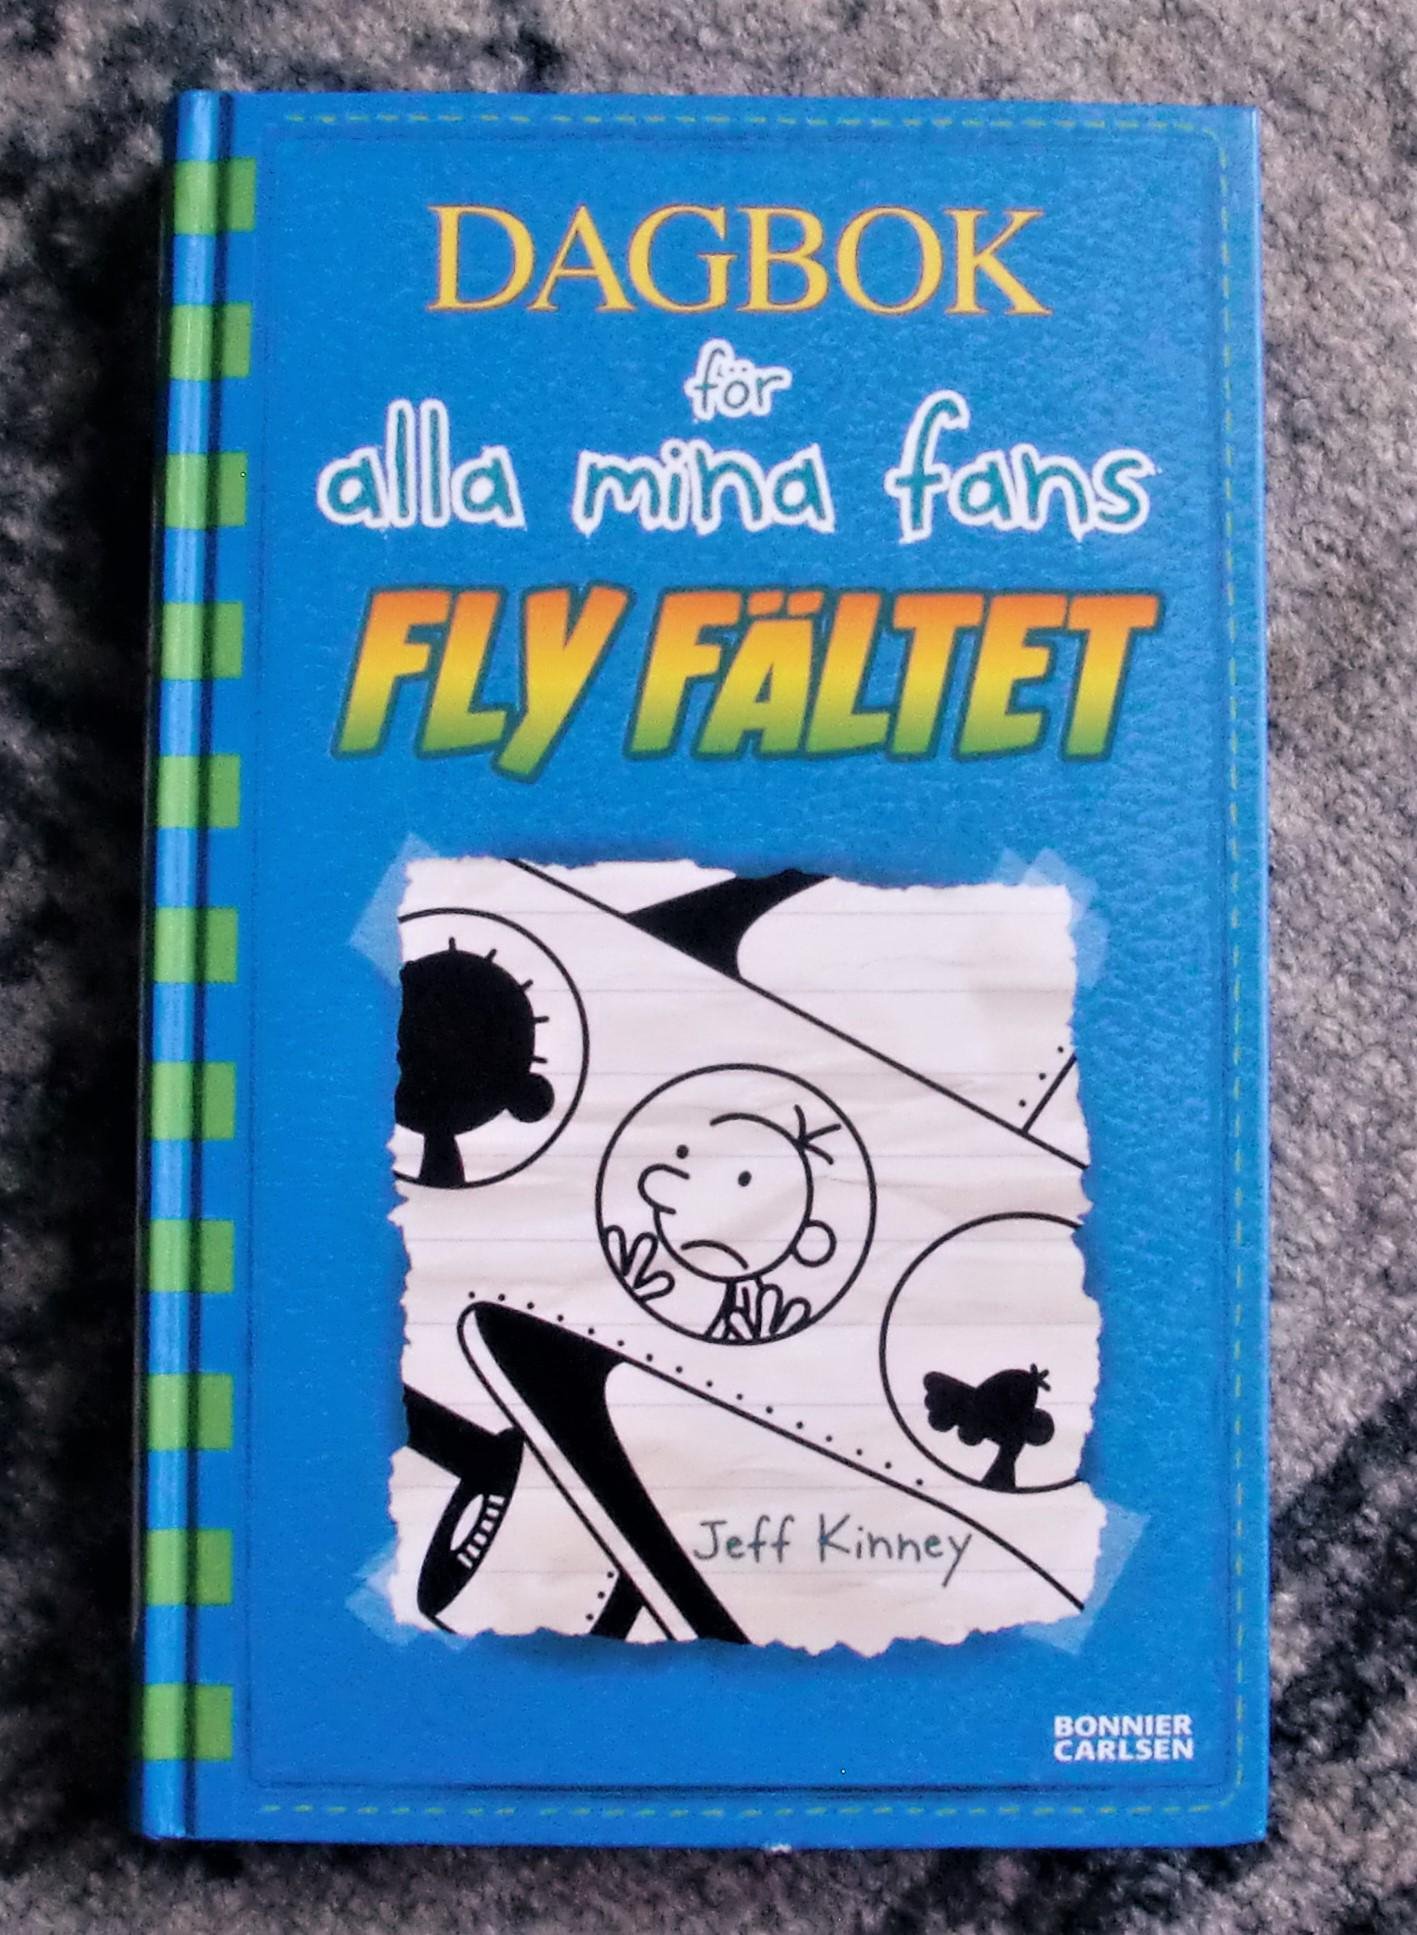 DAGBOK
för
alla mina fans
FLY FÄLTET
Jeff Kinney
BONNIER
CARLSEN